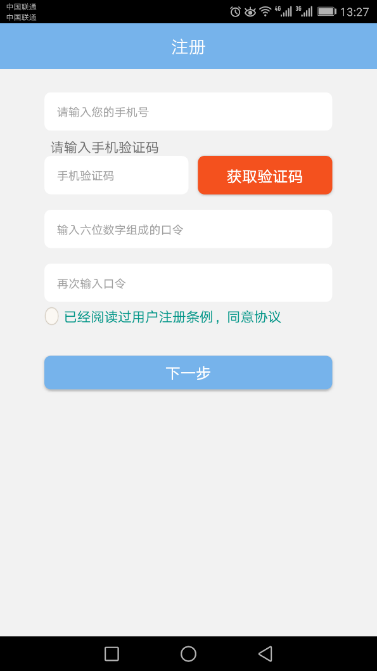 中国联通
中国联通
4G
3G
13:27
注册
请输入您的手机号
请输入手机验证码
手机验证码
获取验证码
输入六位数字组成的口令
再次输入口令
已经阅读过用户注册条例，同意协议
下一步